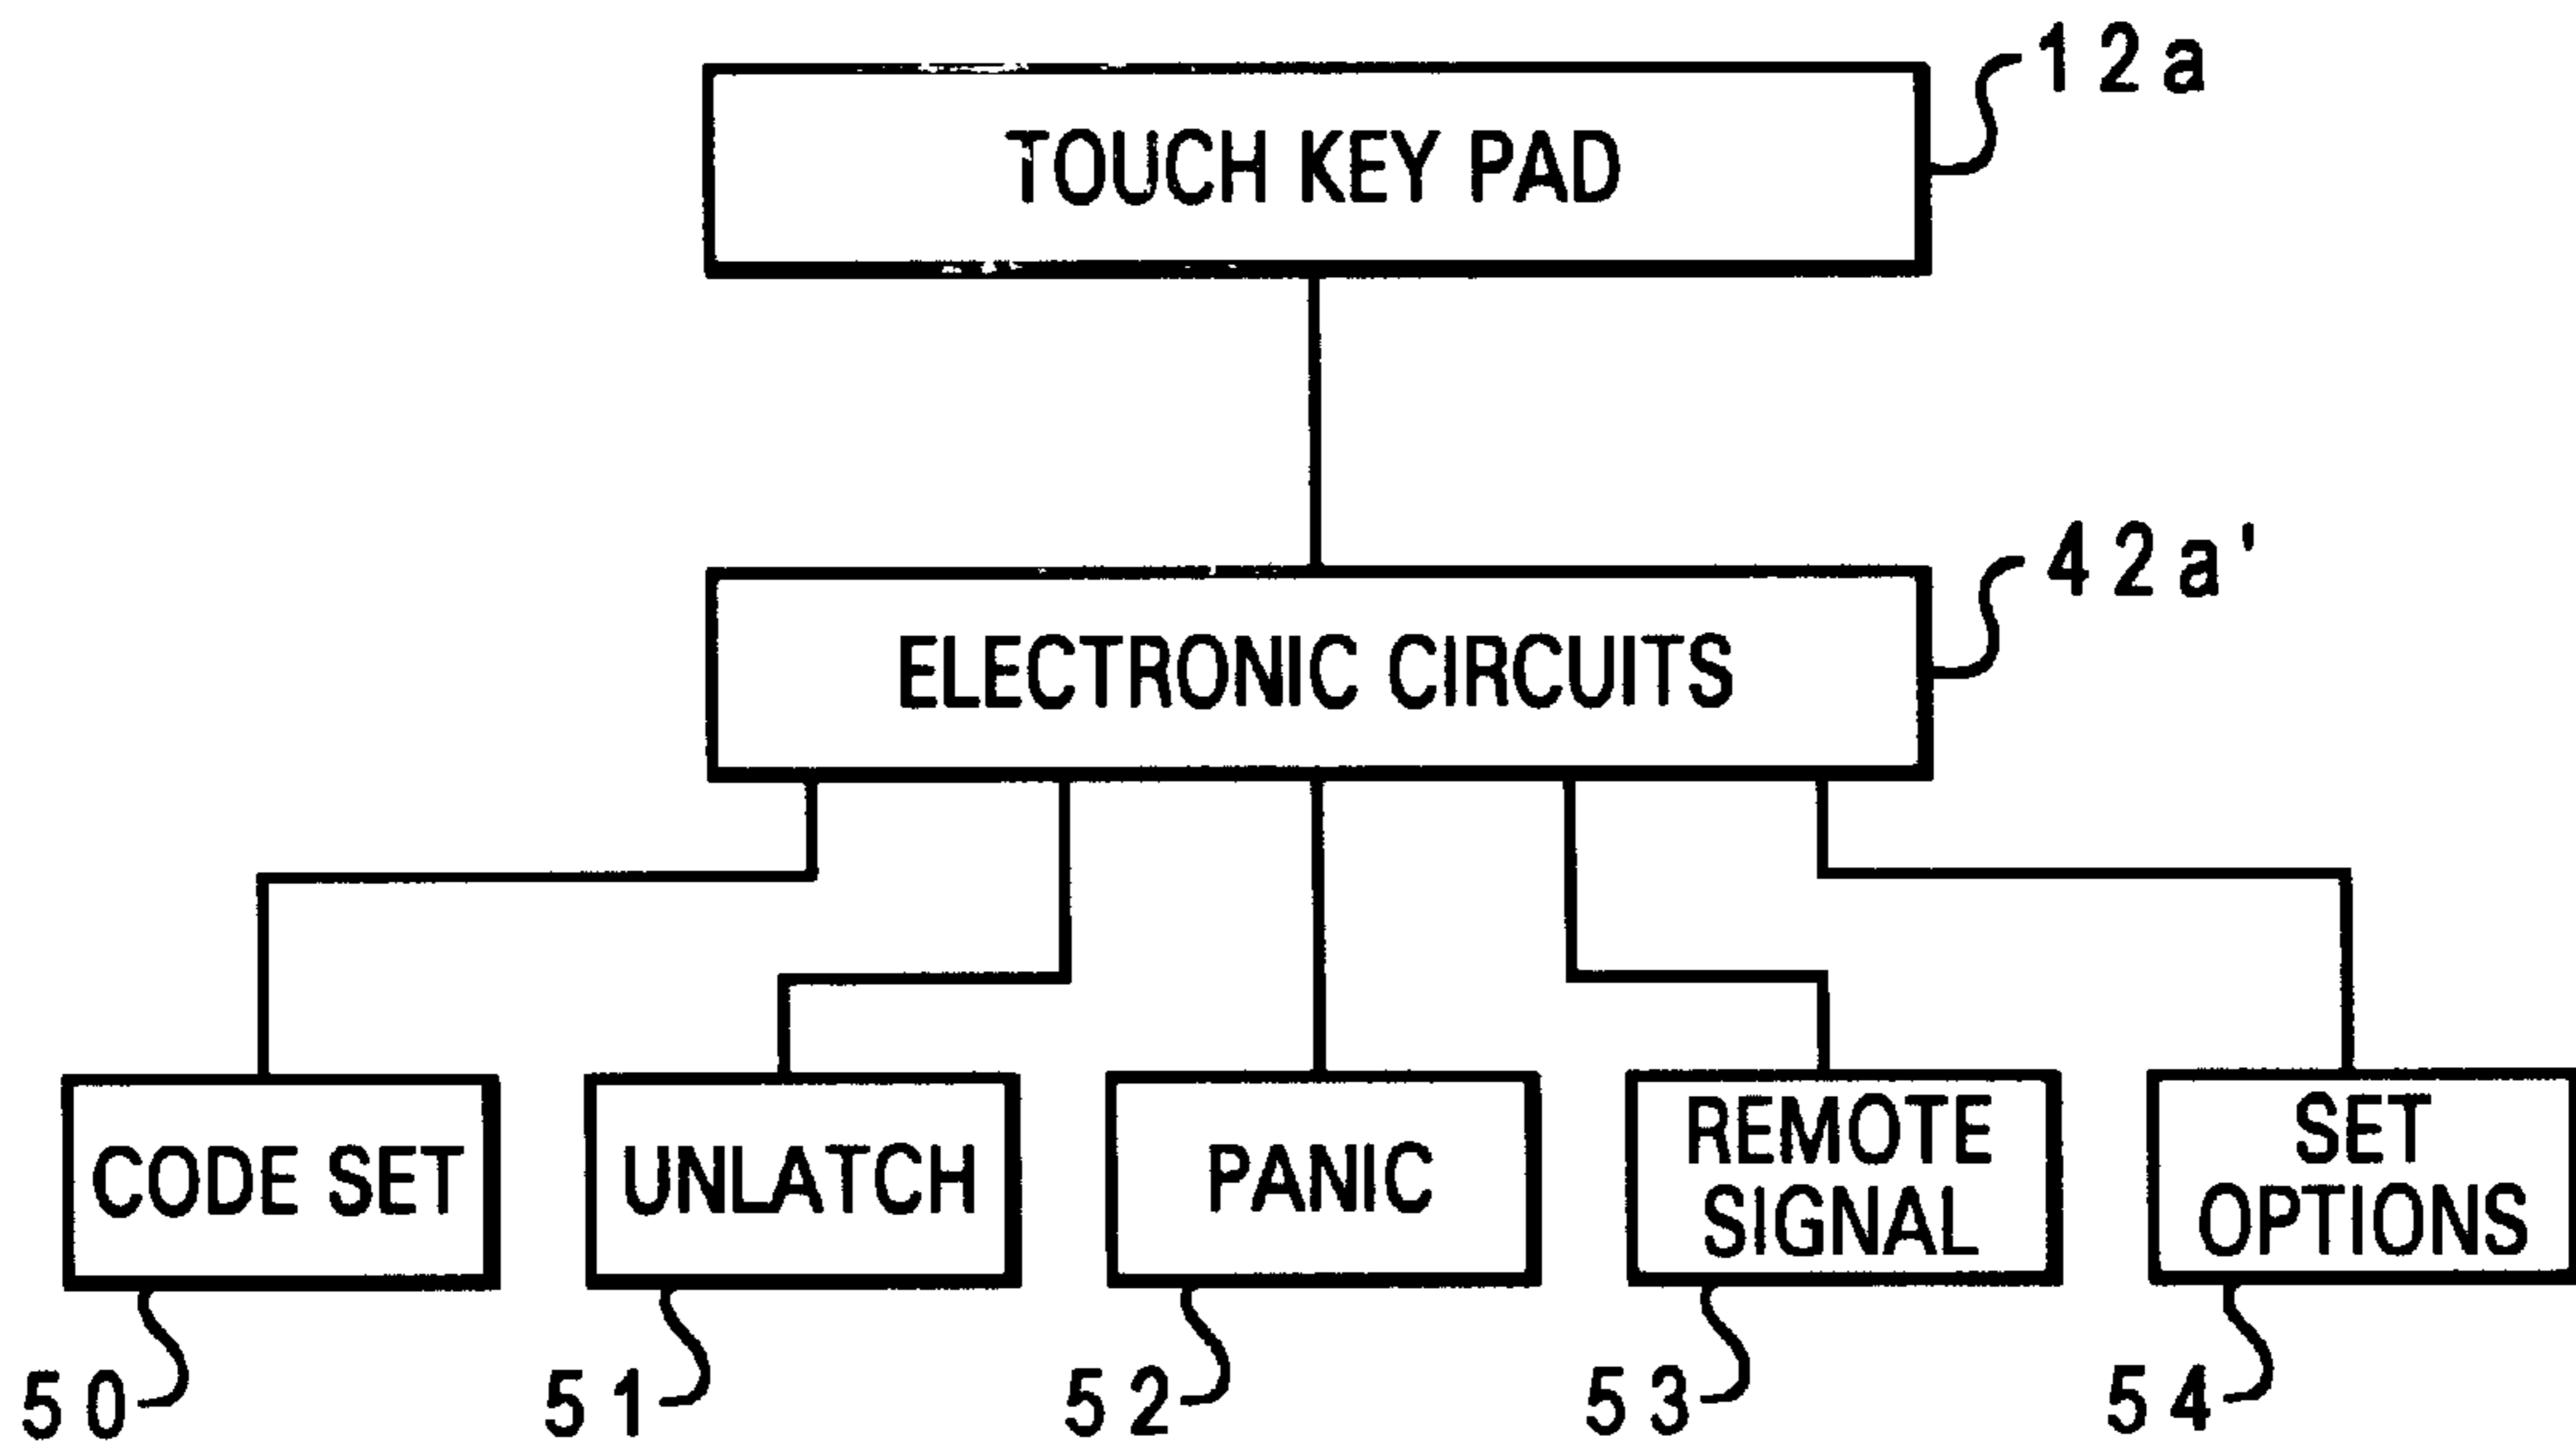 12a
TOUCH KEY PAD
42a'
ELECTRONIC CIRCUITS
CODE SET
UNLATCH
PANIC
REMOTE
SIGNAL
SET
OPTIONS
50
51
52
53
54